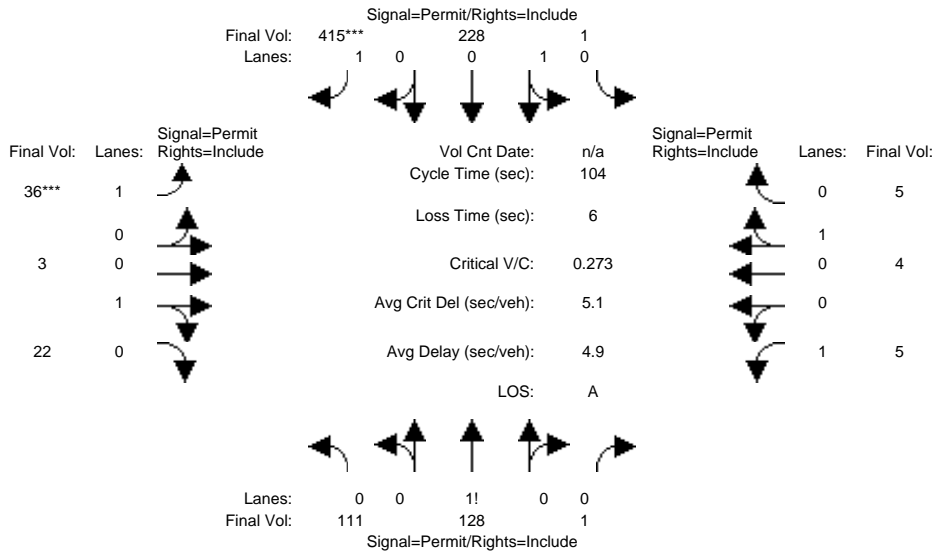 Signal=Permit/Rights=Include
Final Vol: 415*** 228 1
Lanes: 1 0 0 1 0
Signal=Permit
Final Vol: Lanes: Rights=Include
Vol Cnt Date: n/a
Signal=Permit
Rights=Include Lanes: Final Vol:
Cycle Time (sec): 104
36*** 1
0 5
Loss Time (sec): 6
0
1
3 0
Critical V/C: 0.273
0 4
1
Avg Crit Del (sec/veh): 5.1
0
22 0
Avg Delay (sec/veh): 4.9
1 5
LOS: A
Lanes: 0 0 1! 0 0
Final Vol: 111 128 1
Signal=Permit/Rights=Include